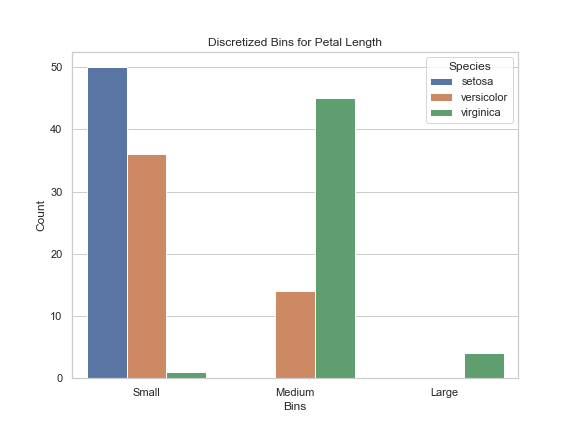 Discretized Bins for Petal Length
Species
setosa
versicolor
virginica
50
40
30
20
10
0
Count
Small
Medium
Large
Bins